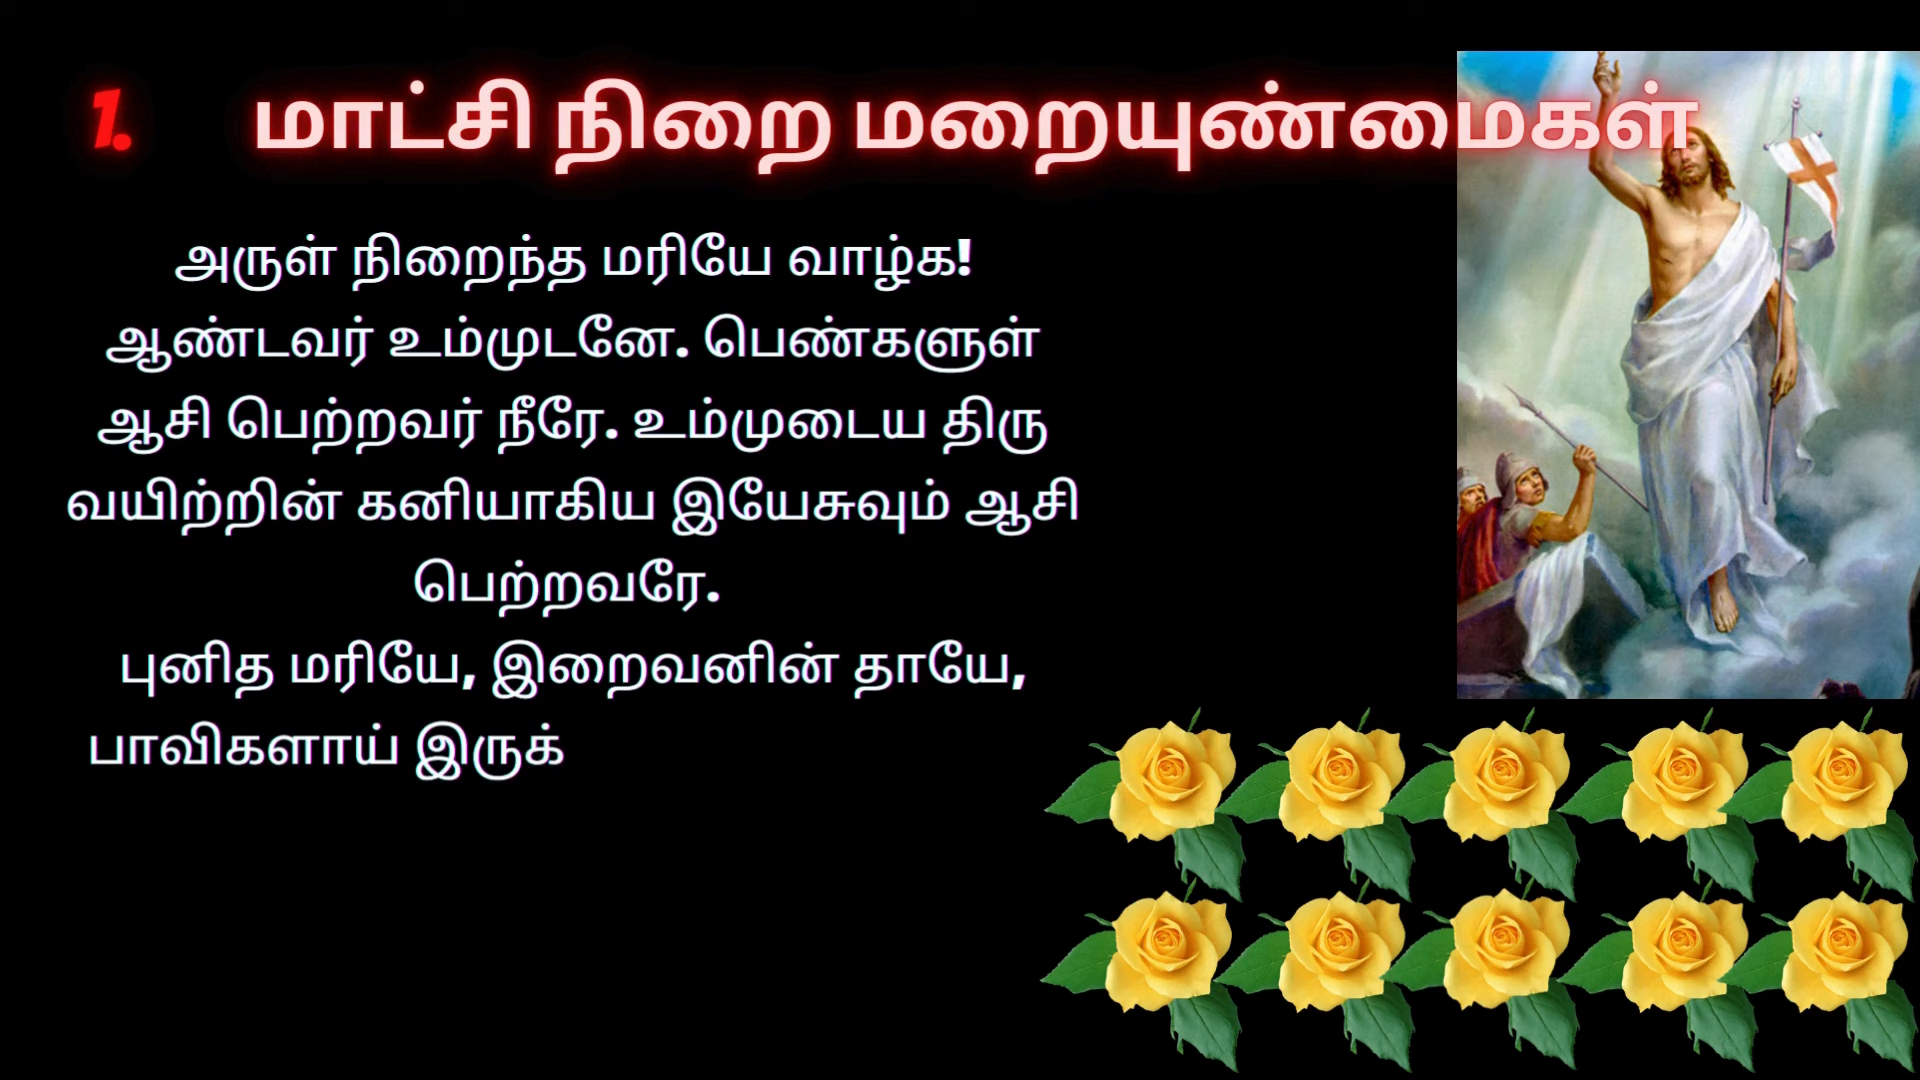 1. மாட்சி நிறை மறையுண்மைகள்
அருள் நிறைந்த மரியே வாழ்க!
ஆண்டவர் உம்முடனே. பெண்களுள்
ஆசி பெற்றவர் நீரே. உம்முடைய திரு
வயிற்றின் கனியாகிய இயேசுவும் ஆசி
பெற்றவரே.
புனித மரியே, இறைவனின் தாயே,
பாவிகளாய் இருக்